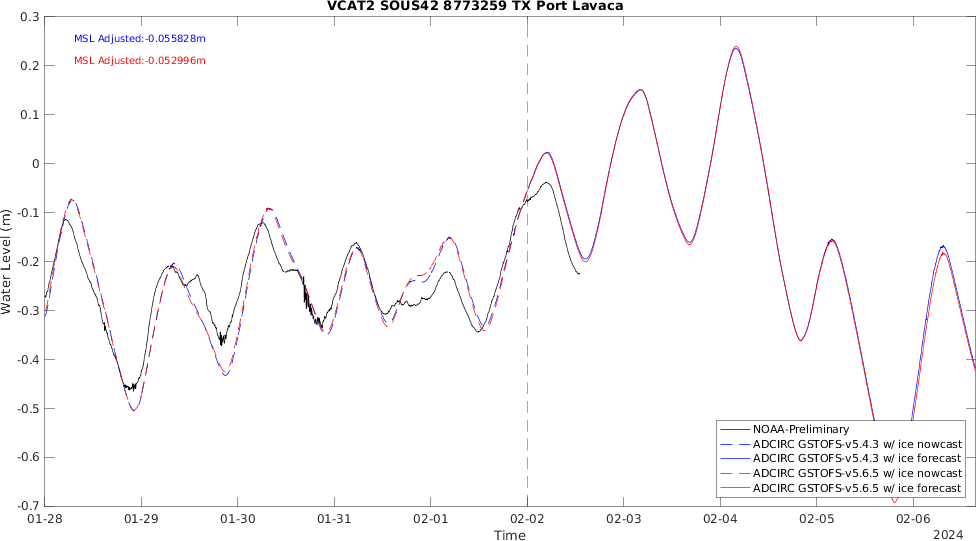 VCAT2 SOUS42 8773259 TX Port Lavaca
MSL Adjusted:-0.055828m
MSL Adjusted:-0.052996m
0.3
0.2
0.1
0
-0.1
-0.2
-0.3
-0.4
-0.5
-0.6
-0.7
Water Level (m)
NOAA-Preliminary
ADCIRC GSTOFS-v5.4.3 w/ ice nowcast
ADCIRC GSTOFS-v5.4.3 w/ ice forecast
ADCIRC GSTOFS-v5.6.5 w/ ice nowcast
ADCIRC GSTOFS-v5.6.5 w/ ice forecast
01-28 01-29 01-30 01-31 02-01 02-02 02-03 02-04 02-05 02-06
Time
2024